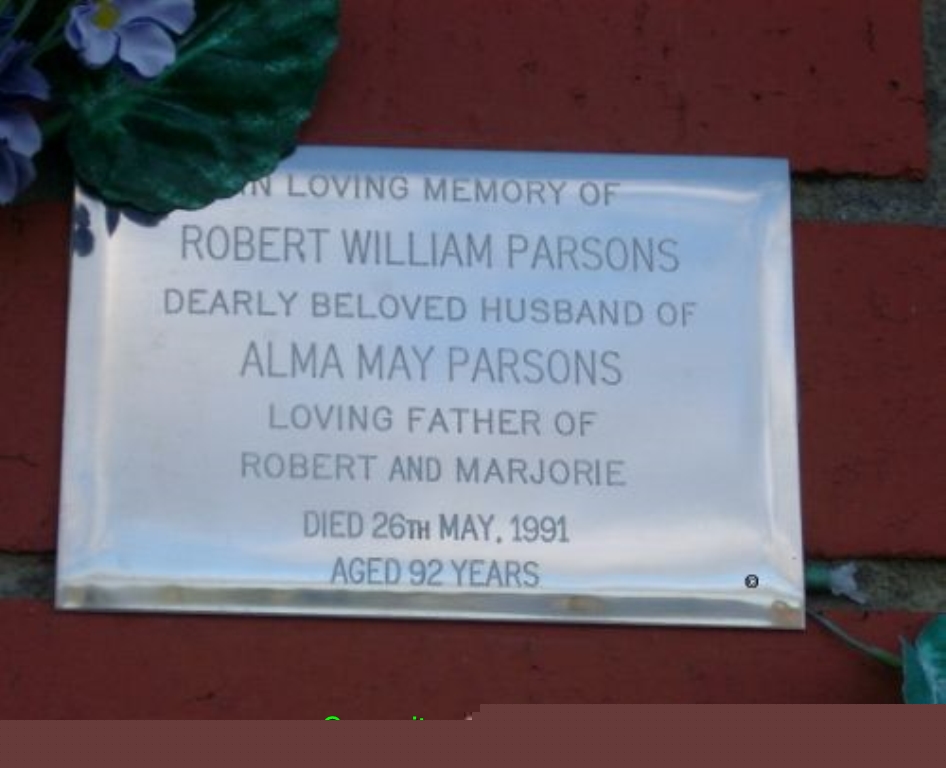 IN LOVING MEMORY OF
ROBERT WILLIAM PARSONS
DEARLY BELOVED HUSBAND OF
ALMA MAY PARSONS
LOVING FATHER OF
ROBERT AND MARJORIE
DIED 26TH MAY, 1991
AGED 92 YEARS